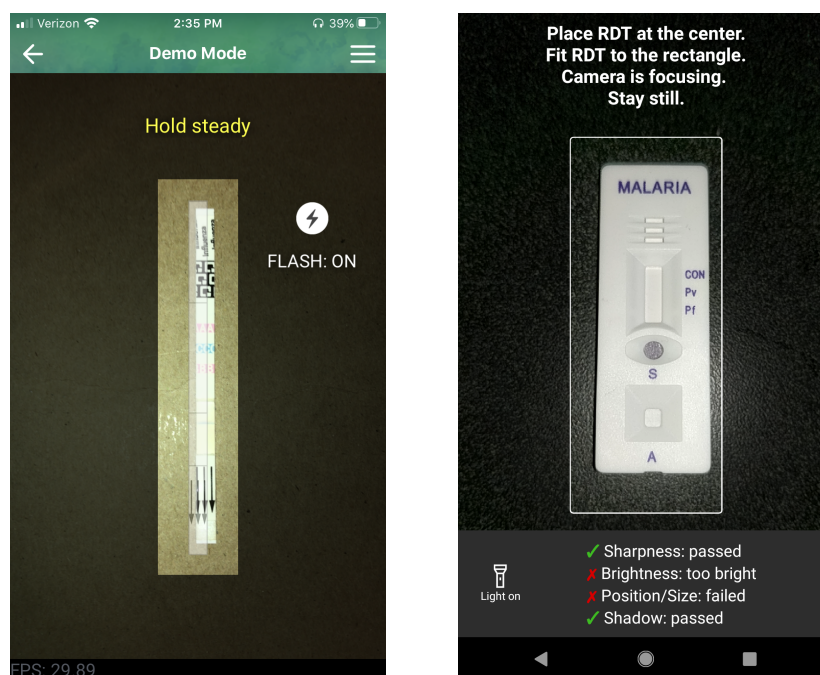 Verizon 2:35 PM 39%
Demo Mode
Hold steady
FLASH: ON
Influenza
FPS: 29.89
Place RDT at the center.
Fit RDT to the rectangle.
Camera is focusing.
Stay still.
MALARIA
CON
Pv
Pf
S
A
Light on
✓ Sharpness: passed
✗ Brightness: too bright
✗ Position/Size: failed
✓ Shadow: passed